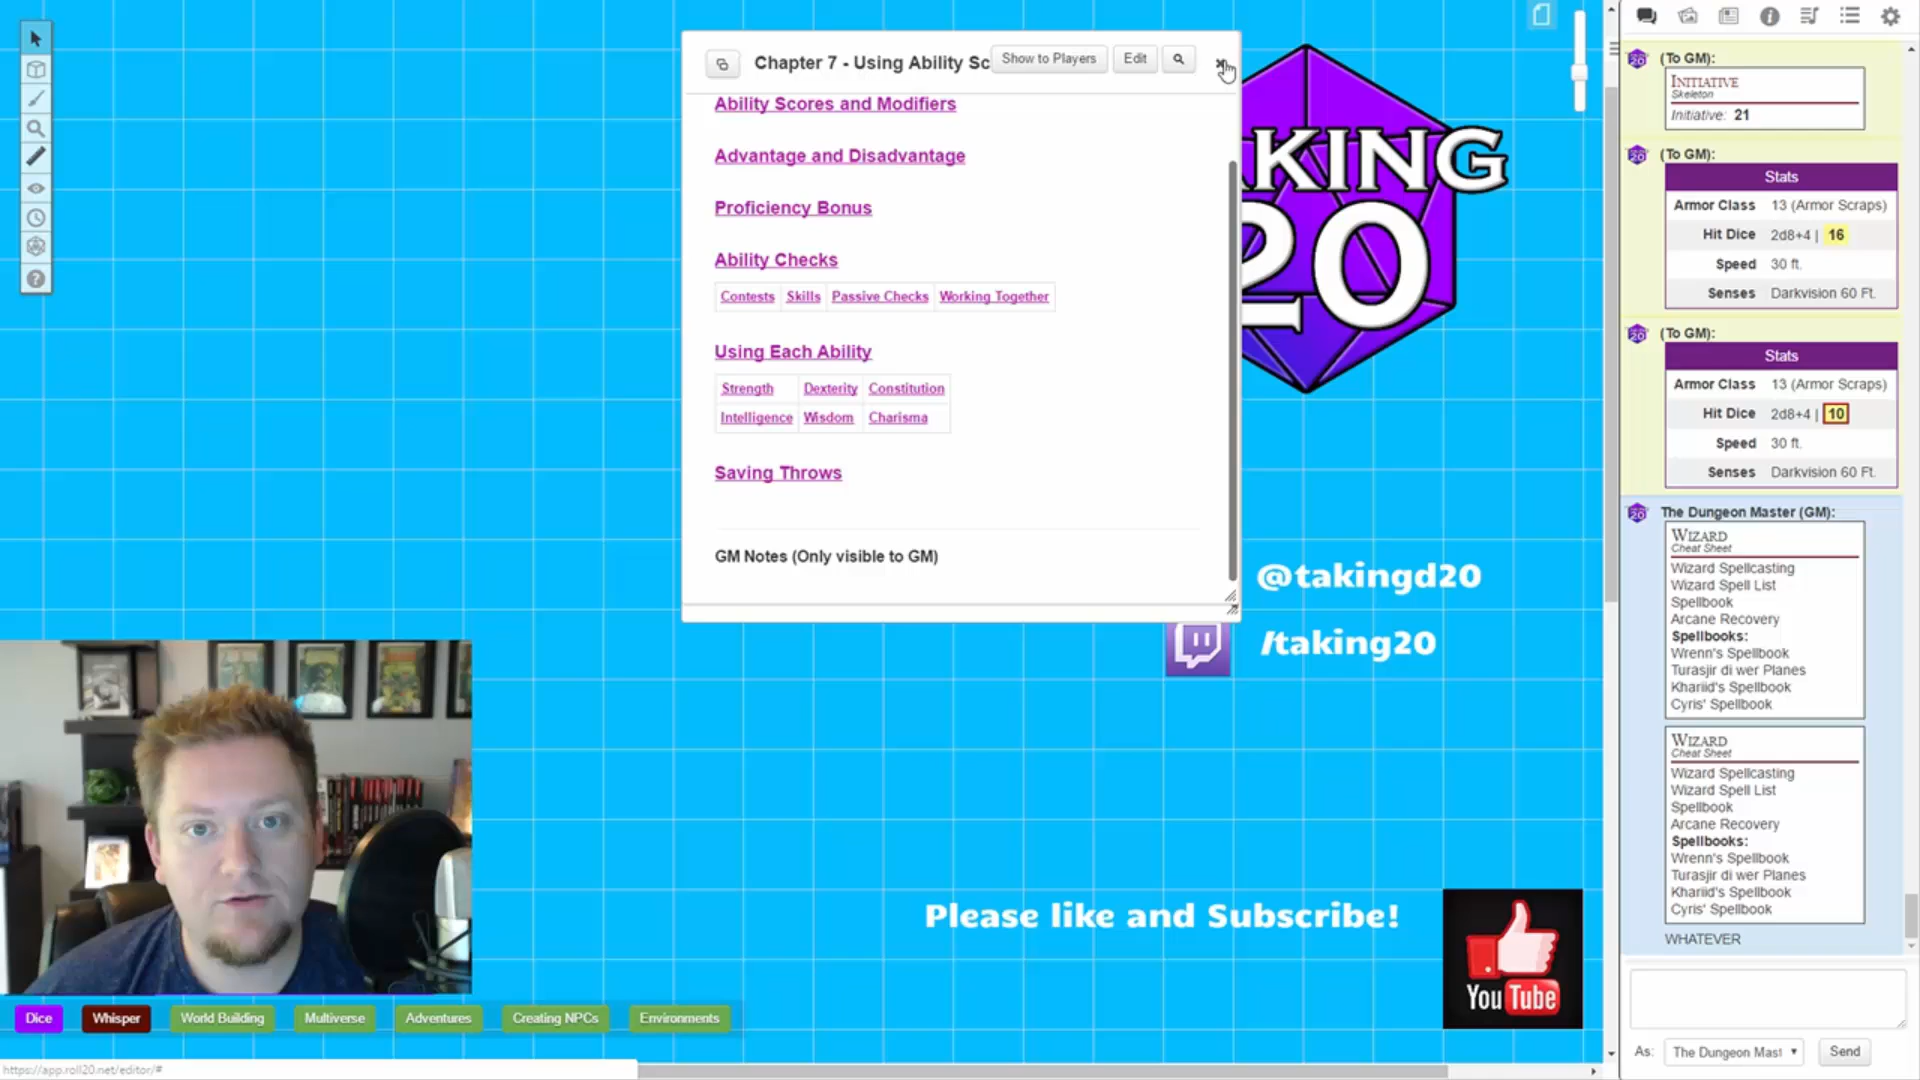 Chapter 7 - Using Ability Sc
Show to Players
Edit
Ability Scores and Modifiers
Advantage and Disadvantage
Proficiency Bonus
Ability Checks
Contests Skills Passive Checks Working Together
Using Each Ability
Strength Dexterity Constitution
Intelligence Wisdom Charisma
Saving Throws
GM Notes (Only visible to GM)
AKING
20
@takingd20
/taking20
Please like and Subscribe!
You Tube
Dice Whisper World Building Multiverse Adventures Creating NPCs Environments
https://app.roll20.net/editor/#
(To GM):
INITIATIVE
Skeleton
Initiative: 21
(To GM):
Stats
Armor Class 13 (Armor Scraps)
Hit Dice 2d8+4 | 16
Speed 30 ft.
Senses Darkvision 60 Ft.
(To GM):
Stats
Armor Class 13 (Armor Scraps)
Hit Dice 2d8+4 | 10
Speed 30 ft.
Senses Darkvision 60 Ft.
The Dungeon Master (GM):
WIZARD
Cheat Sheet
Wizard Spellcasting
Wizard Spell List
Spellbook
Arcane Recovery
Spellbooks:
Wrenn's Spellbook
Turasjir di wer Planes
Khariid's Spellbook
Cyris' Spellbook
WIZARD
Cheat Sheet
Wizard Spellcasting
Wizard Spell List
Spellbook
Arcane Recovery
Spellbooks:
Wrenn's Spellbook
Turasjir di wer Planes
Khariid's Spellbook
Cyris' Spellbook
WHATEVER
As: The Dungeon Mast Send